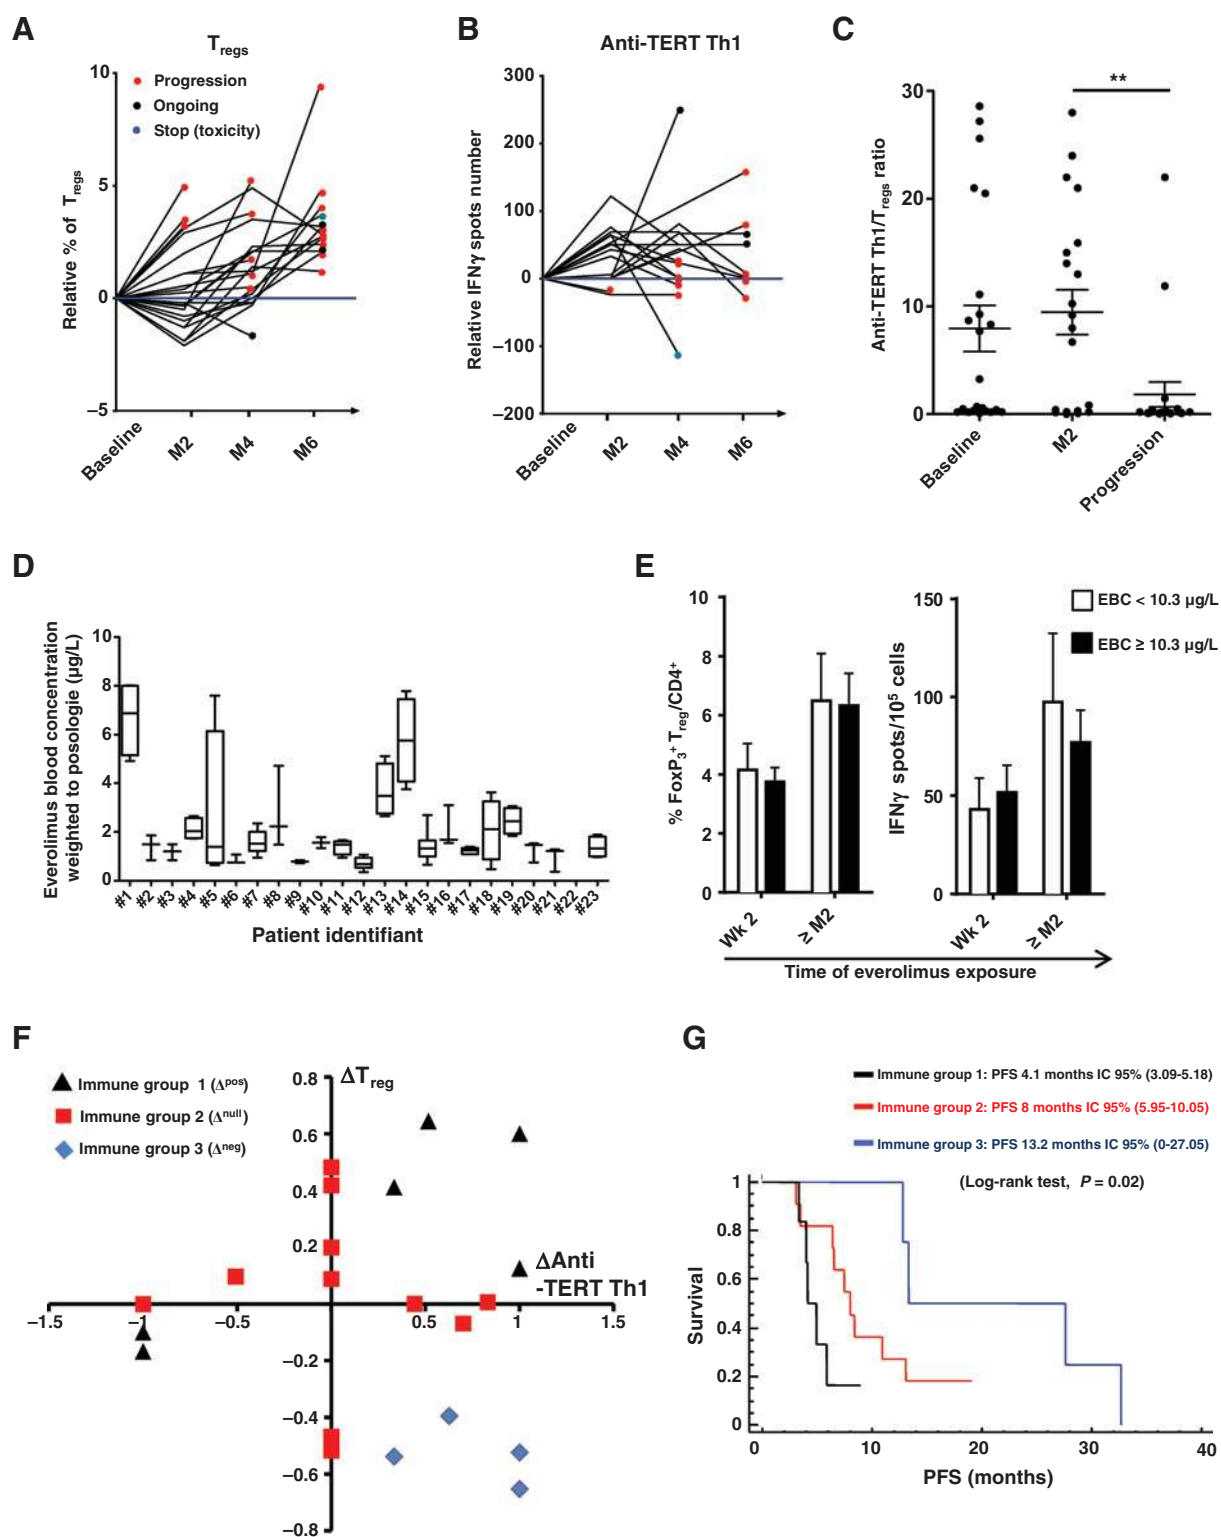 A
T regs
Progression
Ongoing
Stop (toxicity)
Relative % of T regs
10
5
0
–5
Baseline
M2
M4
M6
B
Anti-TERT Th1
Relative IFNγ spots number
300
200
100
0
–100
–200
Baseline
M2
M4
M6
C
**
Anti-TERT Th1/T regs ratio
30
20
10
0
Baseline
M2
Progression
D
Everolimus blood concentration
weighted to posologie (µg/L)
10
8
6
4
2
0
#1 #2 #3 #4 #5 #6 #7 #8 #9 #10 #11 #12 #13 #14 #15 #16 #17 #18 #19 #20 #21 #22 #23
Patient identifiant
E
% FoxP3+ Treg/CD4+
10
8
6
4
2
0
Wk 2
≥ M2
IFNγ spots/10⁵ cells
150
100
50
0
Wk 2
≥ M2
EBC < 10.3 µg/L
EBC ≥ 10.3 µg/L
Time of everolimus exposure
F
Immune group 1 (Δpos)
Immune group 2 (Δnull)
Immune group 3 (Δneg)
ΔTreg
0.8
0.6
0.4
0.2
–0.2
–0.4
–0.6
–0.8
ΔAnti
-TERT Th1
–1.5
–1
–0.5
0.5
1
1.5
G
Immune group 1: PFS 4.1 months IC 95% (3.09-5.18)
Immune group 2: PFS 8 months IC 95% (5.95-10.05)
Immune group 3: PFS 13.2 months IC 95% (0-27.05)
(Log-rank test, P = 0.02)
Survival
1
0.8
0.6
0.4
0.2
0
0 10 20 30 40
PFS (months)